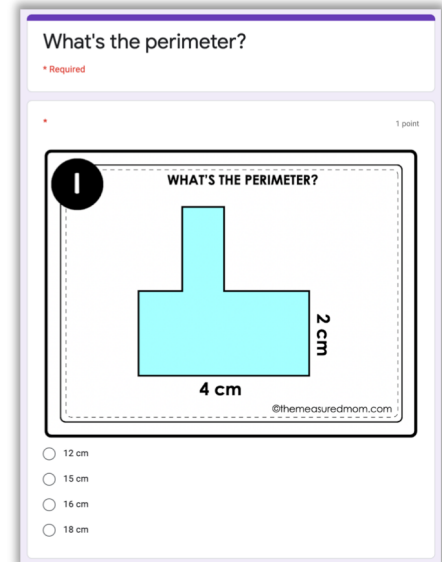 What's the perimeter?
* Required
*
1 point
1
WHAT'S THE PERIMETER?
2 cm
4 cm
©themeasuredmom.com
12 cm
15 cm
16 cm
18 cm